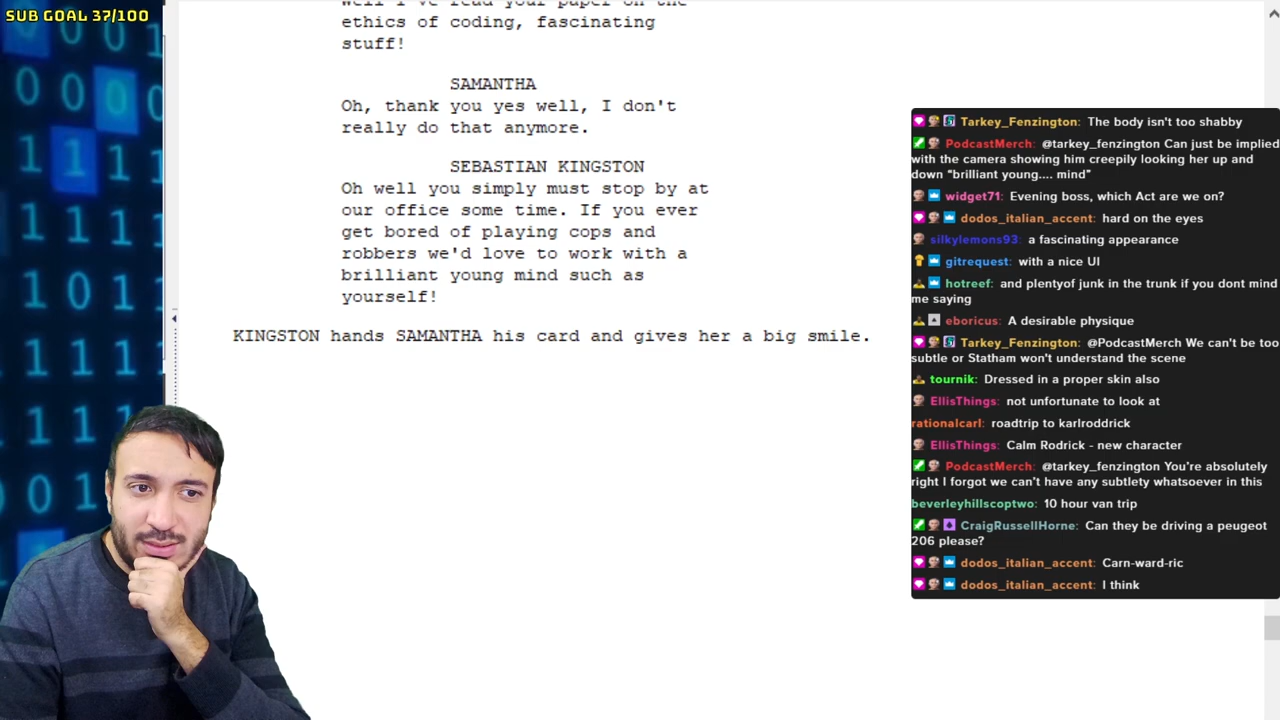 SUB GOAL 37/100
well I've read your paper on the
ethics of coding, fascinating
stuff!
SAMANTHA
Oh, thank you yes well, I don't
really do that anymore.
SEBASTIAN KINGSTON
Oh well you simply must stop by at
our office some time. If you ever
get bored of playing cops and
robbers we'd love to work with a
brilliant young mind such as
yourself!
KINGSTON hands SAMANTHA his card and gives her a big smile.
Tarkey_Fenzington: The body isn't too shabby
PodcastMerch: @tarkey_fenzington Can just be implied
with the camera showing him creepily looking her up and
down "brilliant young.... mind"
widget71: Evening boss, which Act are we on?
dodos_italian_accent: hard on the eyes
silkylemons93: a fascinating appearance
gitrequest: with a nice UI
hotreef: and plentyof junk in the trunk if you dont mind
me saying
eboricus: A desirable physique
Tarkey_Fenzington: @PodcastMerch We can't be too
subtle or Statham won't understand the scene
tournik: Dressed in a proper skin also
EllisThings: not unfortunate to look at
rationalcarl: roadtrip to karlroddrick
EllisThings: Calm Rodrick - new character
PodcastMerch: @tarkey_fenzington You're absolutely
right I forgot we can't have any subtlety whatsoever in this
beverleyhillscoptwo: 10 hour van trip
CraigRussellHorne: Can they be driving a peugeot
206 please?
dodos_italian_accent: Carn-ward-ric
dodos_italian_accent: I think